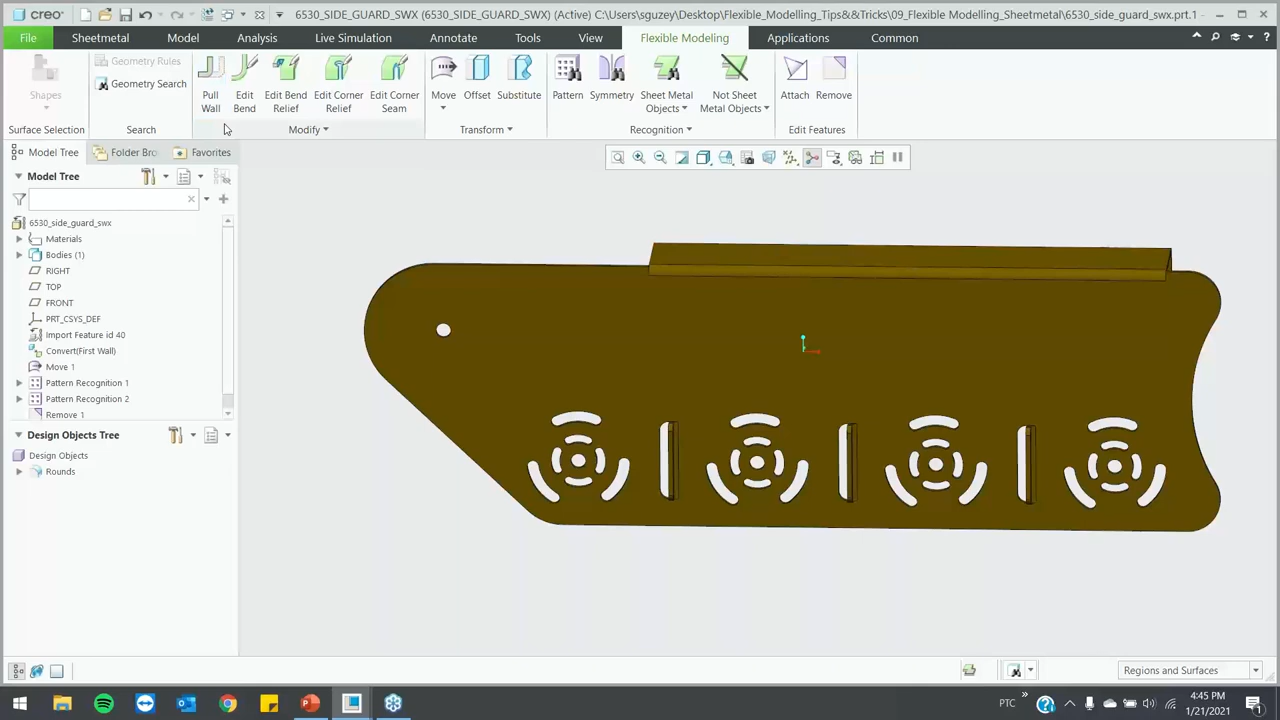 creo 6530_SIDE_GUARD_SWX (6530_SIDE_GUARD_SWX) (Active) C:\Users\sguzey\Desktop\Flexible_Modelling_Tips&&Tricks\09_Flexible Modelling_Sheetmetal\6530_side_guard_swx.prt.1
File Sheetmetal Model Analysis Live Simulation Annotate Tools View Flexible Modeling Applications Common
Shapes
Geometry Rules
Geometry Search
Pull Wall
Edit Bend
Edit Bend Relief
Edit Corner Relief
Edit Corner Seam
Move
Offset
Substitute
Pattern
Symmetry
Sheet Metal Objects
Not Sheet Metal Objects
Attach
Remove
Surface Selection Search Modify Transform Recognition Edit Features
Model Tree Folder Bro Favorites
Model Tree
6530_side_guard_swx
Materials
Bodies (1)
RIGHT
TOP
FRONT
PRT_CSYS_DEF
Import Feature id 40
Convert(First Wall)
Move 1
Pattern Recognition 1
Pattern Recognition 2
Remove 1
Design Objects Tree
Design Objects
Rounds
Regions and Surfaces
PTC
4:45 PM
1/21/2021